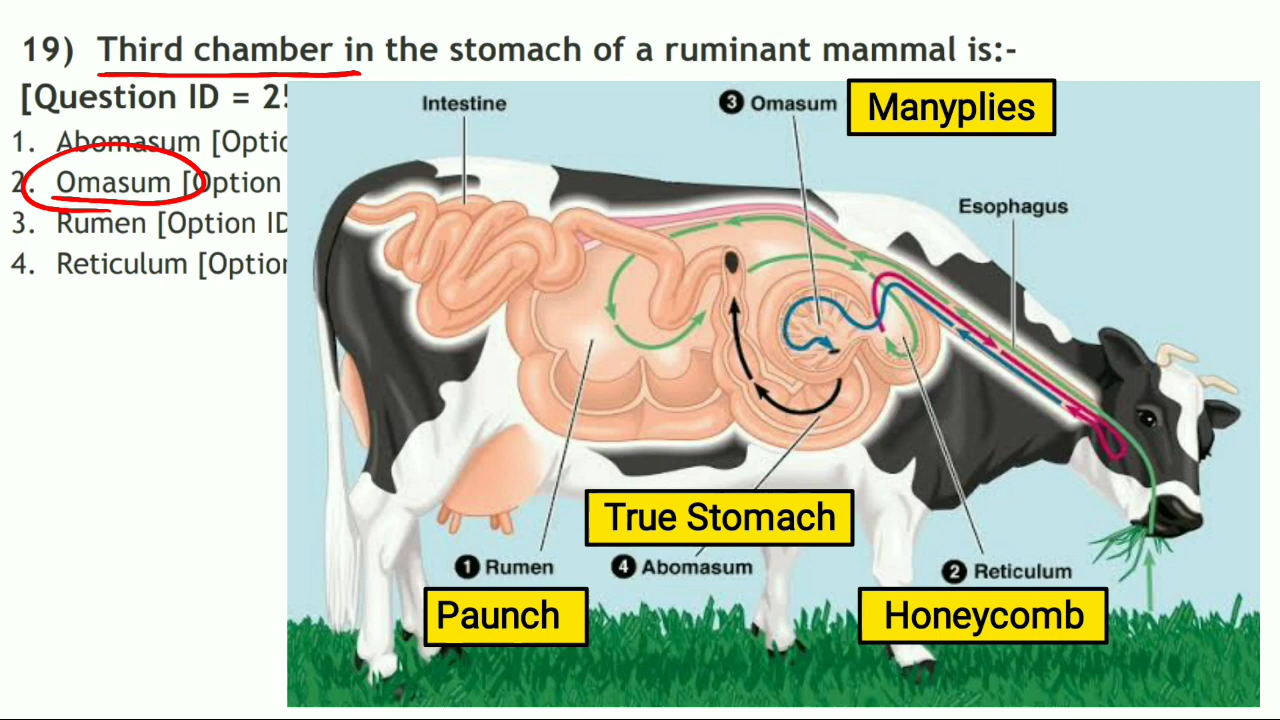 19) Third chamber in the stomach of a ruminant mammal is:-
[Question ID = 2
1. Abomasum [Optio
2. Omasum [Option
3. Rumen [Option ID
4. Reticulum [Option
Intestine
3 Omasum
Manyplies
Esophagus
True Stomach
1 Rumen
4 Abomasum
2 Reticulum
Paunch
Honeycomb